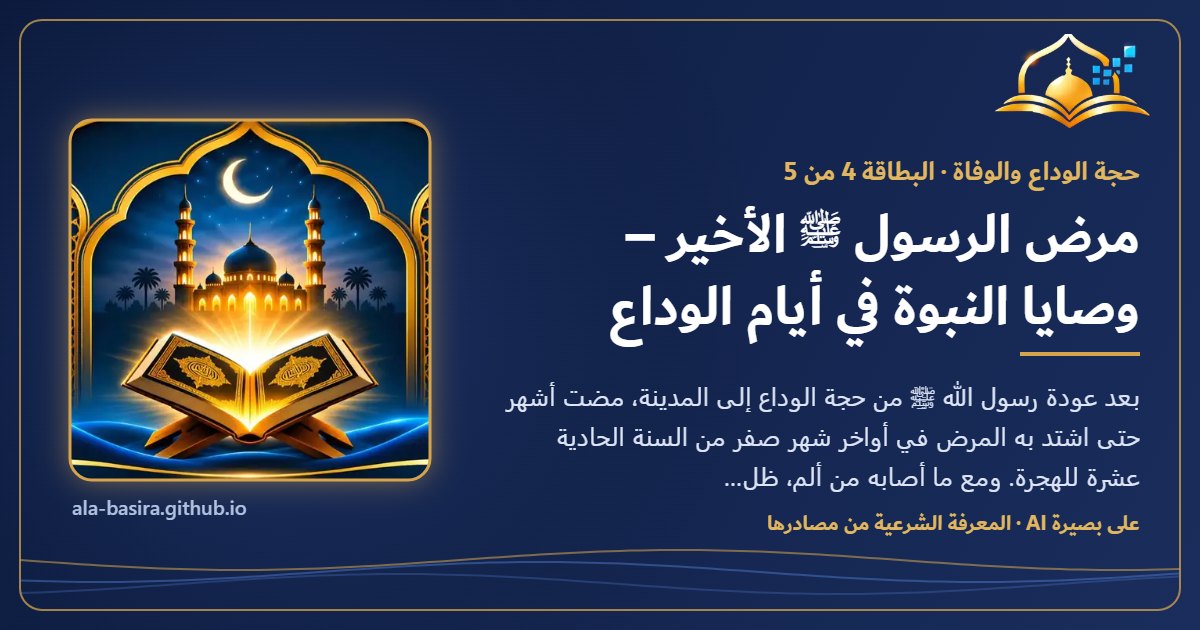 حجة الوداع والوفاة · البطاقة 4 من 5
مرض الرسول ﷺ الأخير –
وصايا النبوة في أيام الوداع
بعد عودة رسول الله ﷺ من حجة الوداع إلى المدينة، مضت أشهر
حتى اشتد به المرض في أواخر شهر صفر من السنة الحادية
عشرة للهجرة. ومع ما أصابه من ألم، ظل...
على بصيرة AI · المعرفة الشرعية من مصادرها
ala-basira.github.io